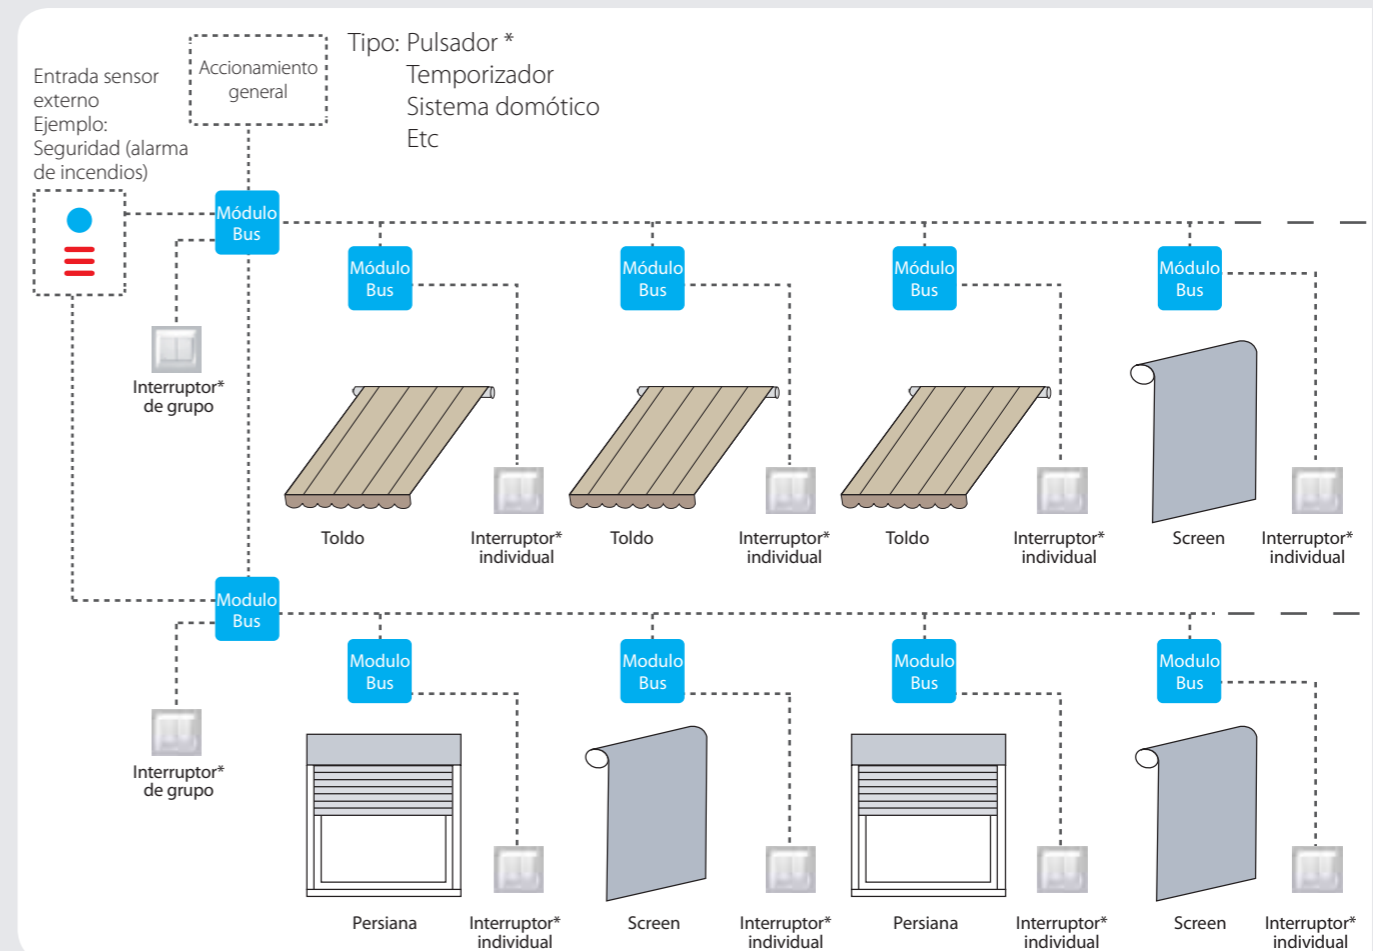 Tipo: Pulsador *
Temporizador
Sistema domótico
Etc
Accionamiento
general
Entrada sensor
externo
Ejemplo:
Seguridad (alarma
de incendios)
Módulo
Bus
Módulo
Bus
Módulo
Bus
Módulo
Bus
Módulo
Bus
Interruptor*
de grupo
Toldo
Interruptor*
individual
Toldo
Interruptor*
individual
Toldo
Interruptor*
individual
Screen
Interruptor*
individual
Modulo
Bus
Modulo
Bus
Modulo
Bus
Modulo
Bus
Modulo
Bus
Interruptor*
de grupo
Persiana
Interruptor*
individual
Screen
Interruptor*
individual
Persiana
Interruptor*
individual
Screen
Interruptor*
individual